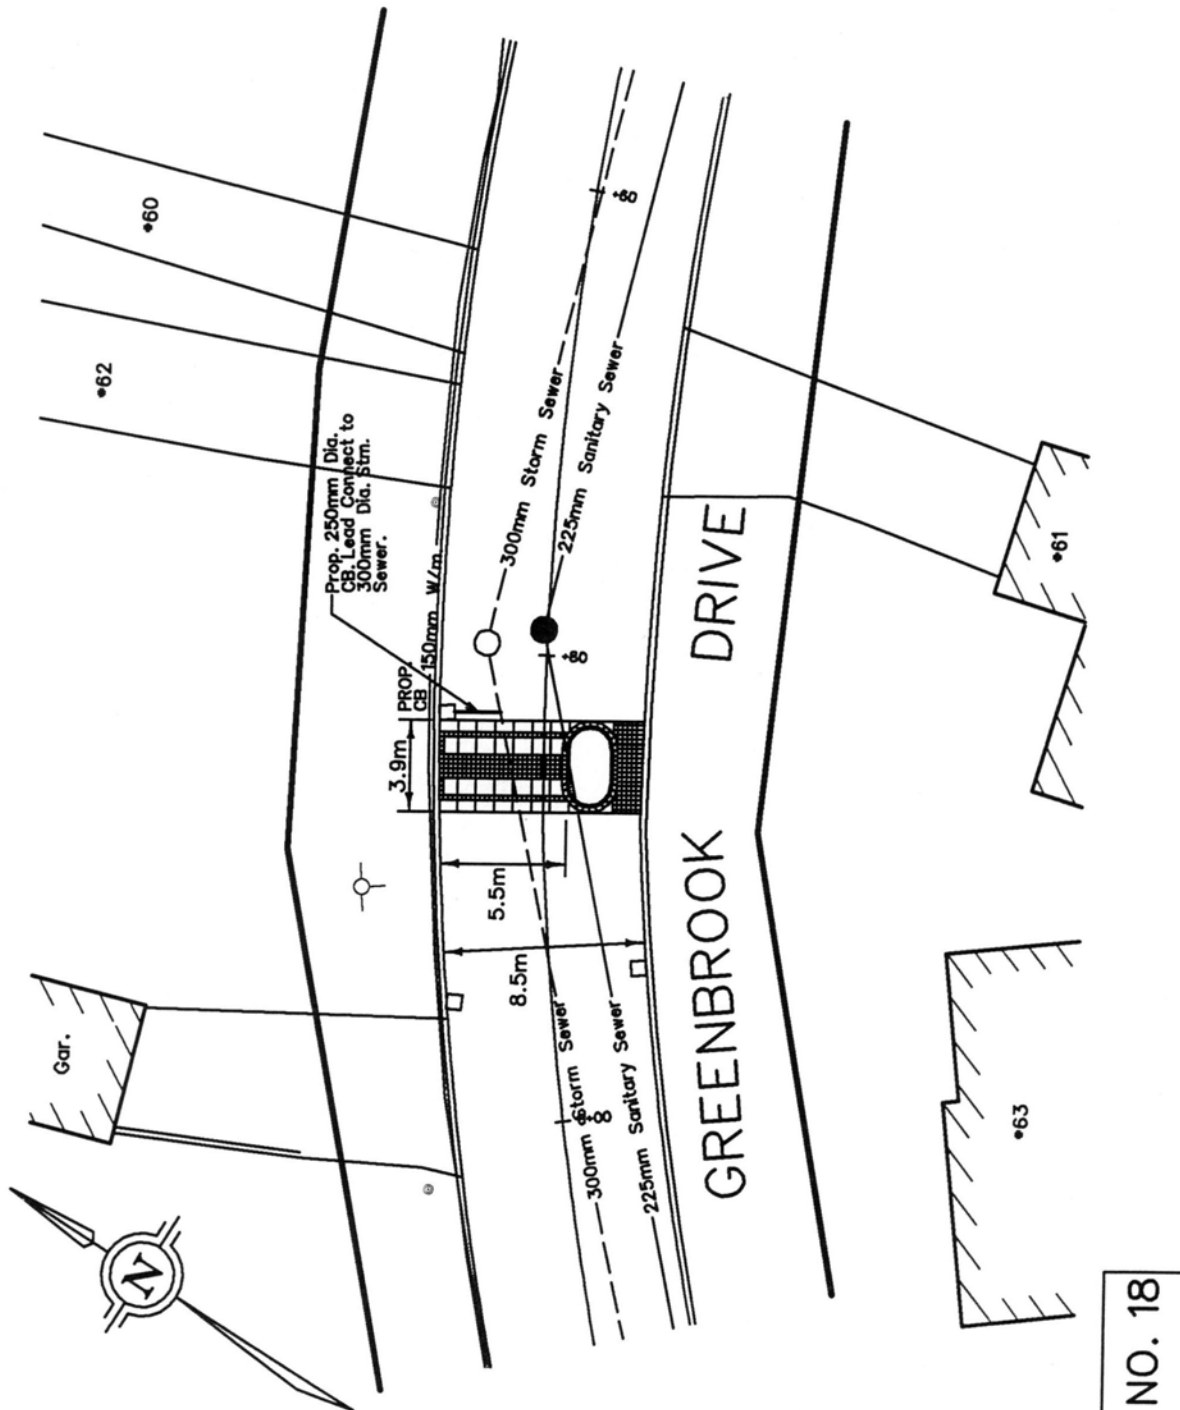 +60
*60
*62
300mm Storm Sewer
225mm Sanitary Sewer
Prop. 250mm Dia.
CB. Lead Connect to
300mm Dia. Stm.
Sewer.
150mm W/m
PROP.
CB
+80
3.9m
5.5m
8.5m
GREENBROOK DRIVE
*61
*63
Gar.
300mm Storm Sewer
225mm Sanitary Sewer
N
NO. 18